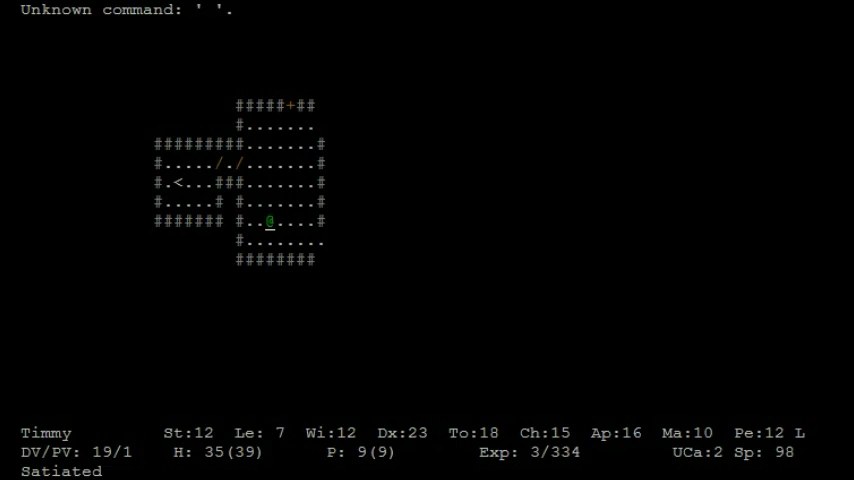 Unknown command: ' '.
#####+##
#.......
#########.......#
#...../../.......#
#.<...###.......#
#.....# #.......#
####### #..@....#
#........
########
Timmy St:12 Le: 7 Wi:12 Dx:23 To:18 Ch:15 Ap:16 Ma:10 Pe:12 L
DV/PV: 19/1 H: 35(39) P: 9(9) Exp: 3/334 UCa:2 Sp: 98
Satiated